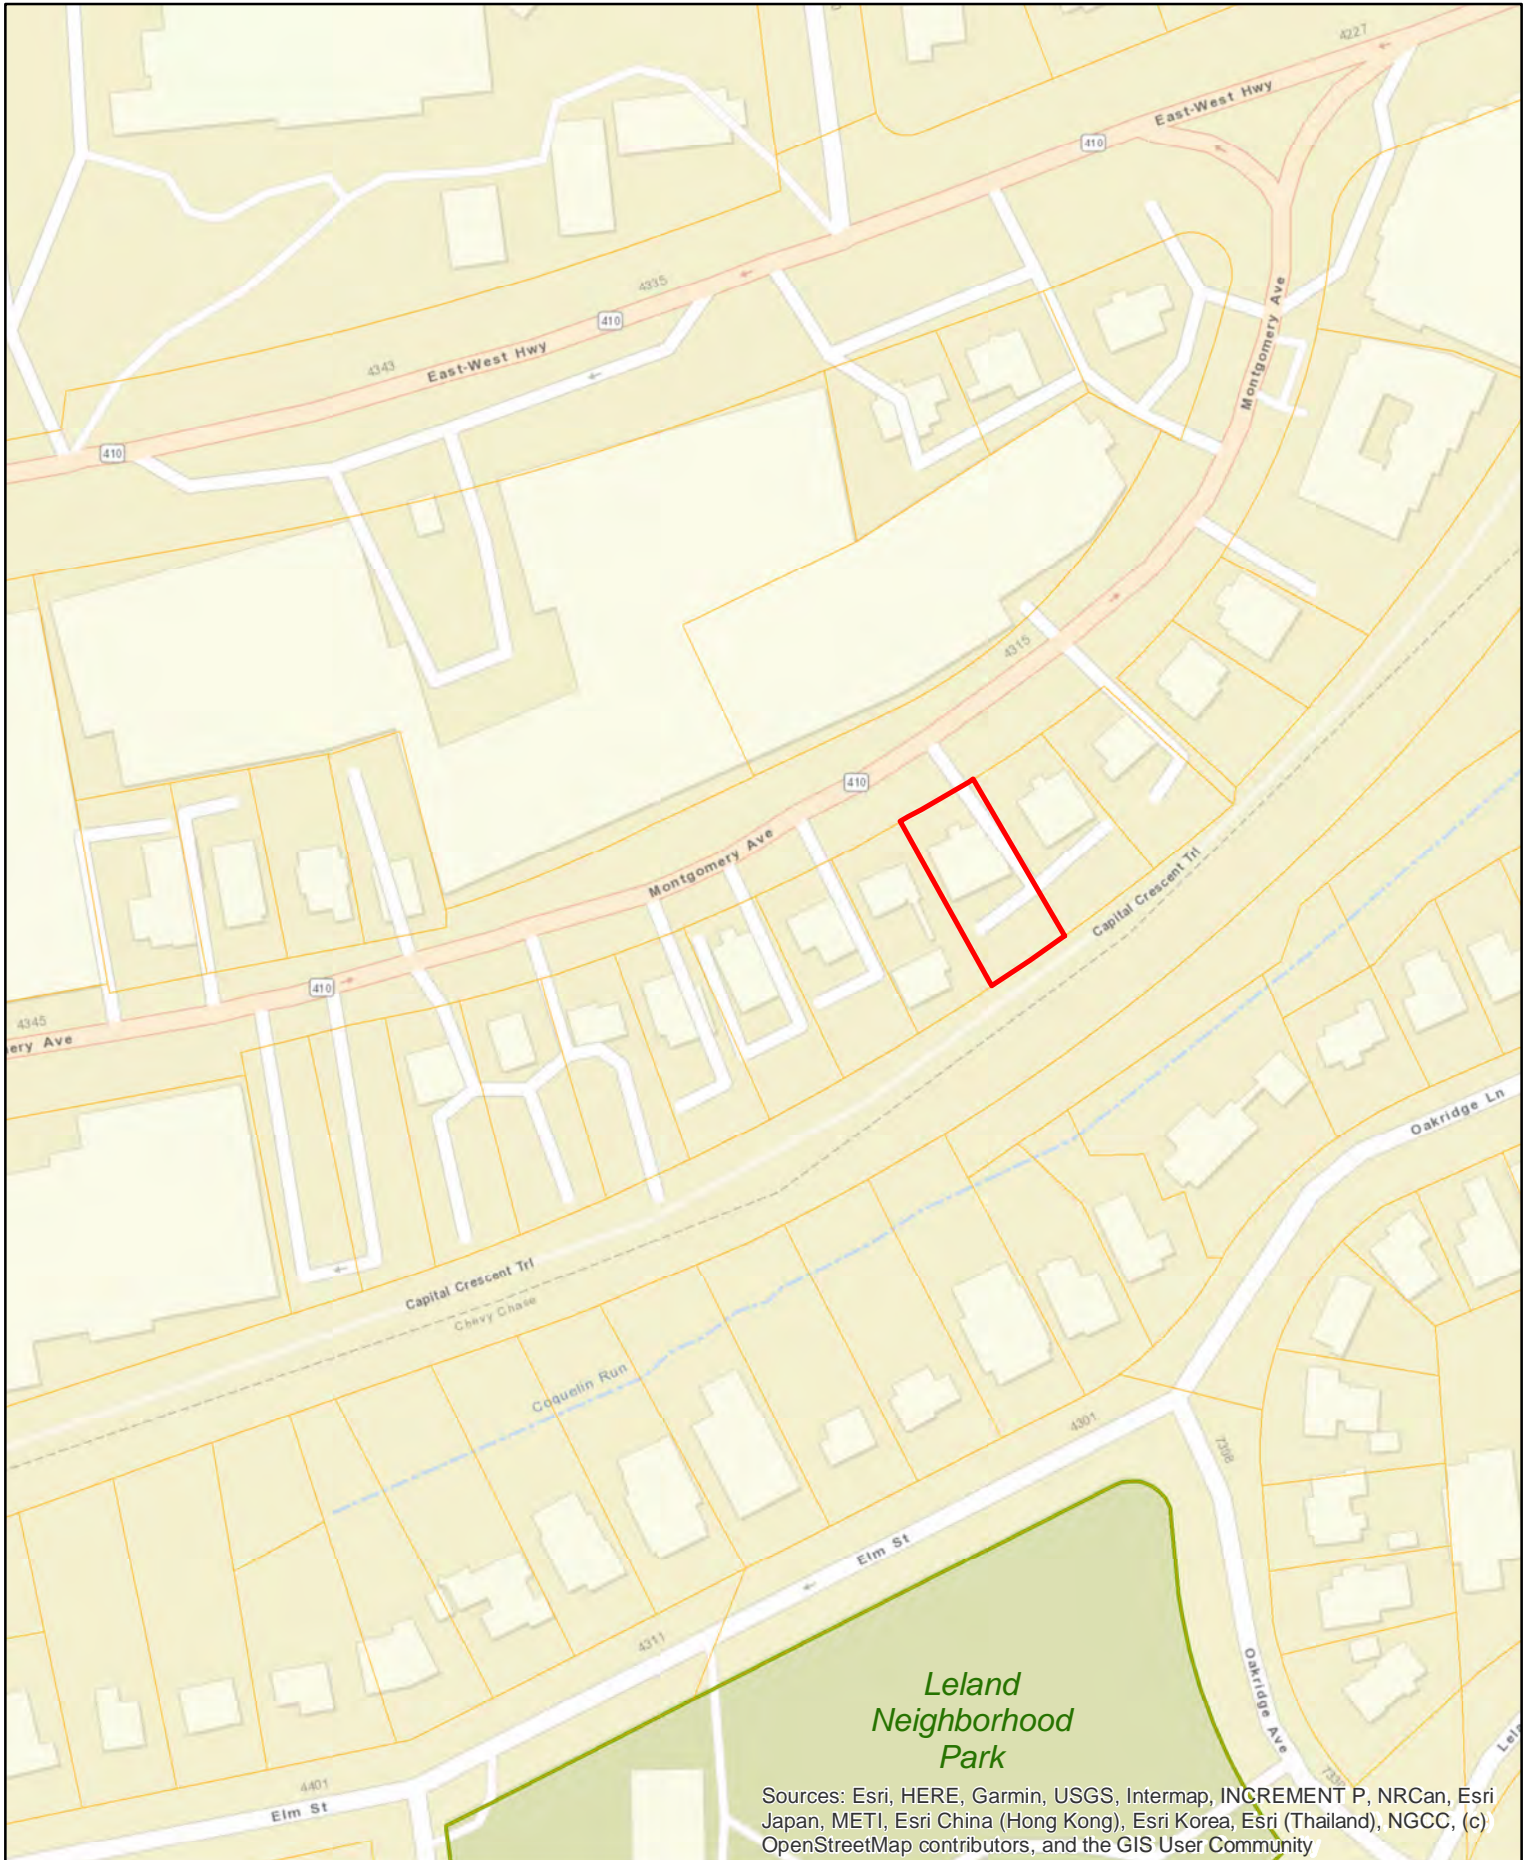 4227
East-West Hwy
410
4335
410
4343
East-West Hwy
410
Montgomery Ave
4315
410
Montgomery Ave
Capital Crescent Trl
410
4345
ery Ave
Oakridge Ln
Capital Crescent Trl
Chevy Chase
Coquelin Run
4301
7308
Elm St
4311
Oakridge Ave
Leland
Neighborhood
Park
4401
Elm St
Sources: Esri, HERE, Garmin, USGS, Intermap, INCREMENT P, NRCan, Esri
Japan, METI, Esri China (Hong Kong), Esri Korea, Esri (Thailand), NGCC, (c)
OpenStreetMap contributors, and the GIS User Community